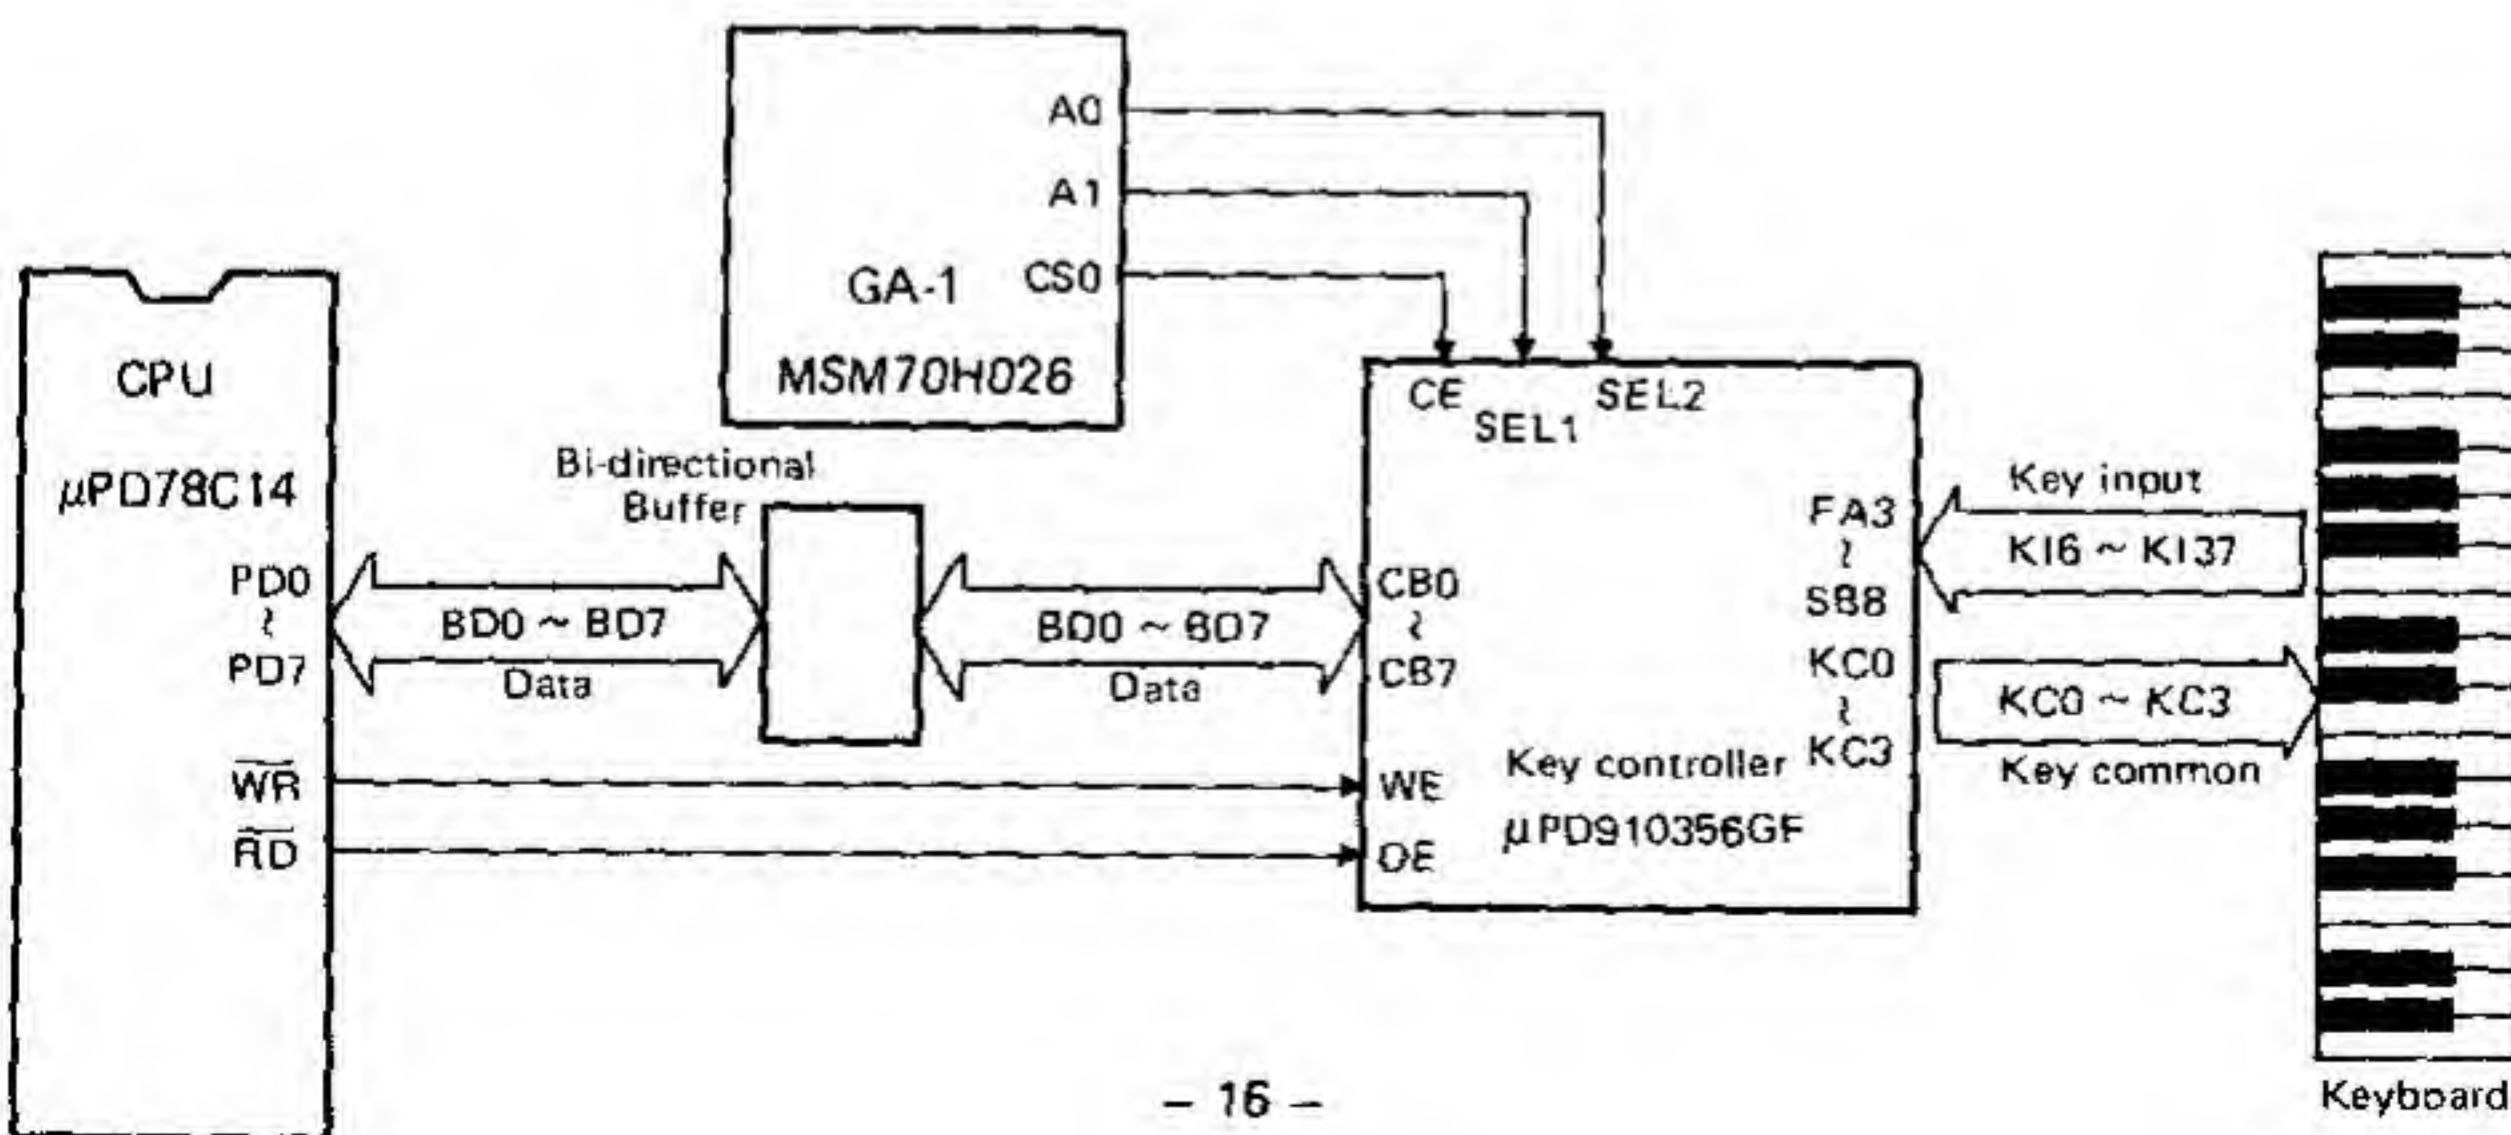 A0
A1
GA-1 CS0
MSM70H026
CPU
μPD78C14
PD0
~
PD7
WR
RD
Bi-directional
Buffer
BD0 ~ BD7
Data
BD0 ~ BD7
Data
CE SEL2
SEL1
CB0
~
CB7
WE
OE
FA3
~
SB8
KC0
~
KC3
Key controller
μPD910356GF
Key input
KI6 ~ KI37
KC0 ~ KC3
Key common
Keyboard
– 16 –